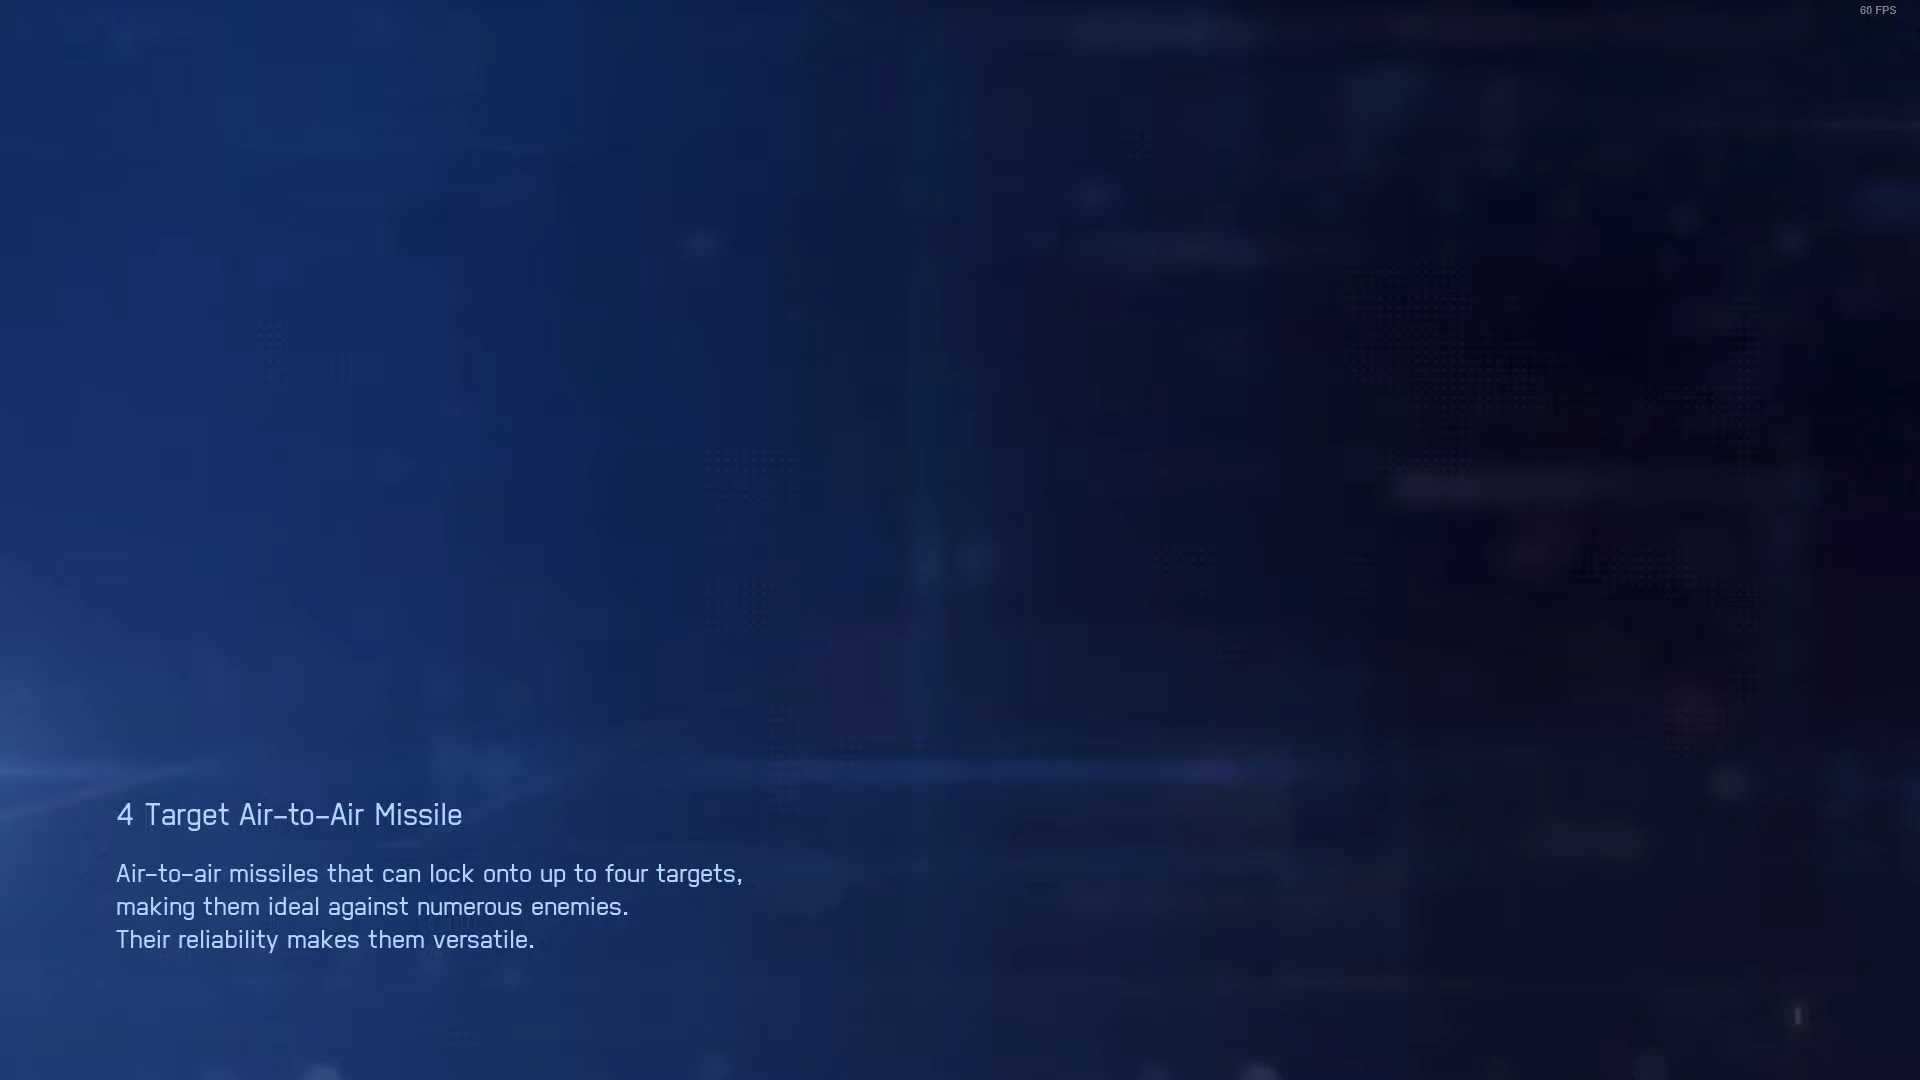 60 FPS
4 Target Air-to-Air Missile
Air-to-air missiles that can lock onto up to four targets,
making them ideal against numerous enemies.
Their reliability makes them versatile.